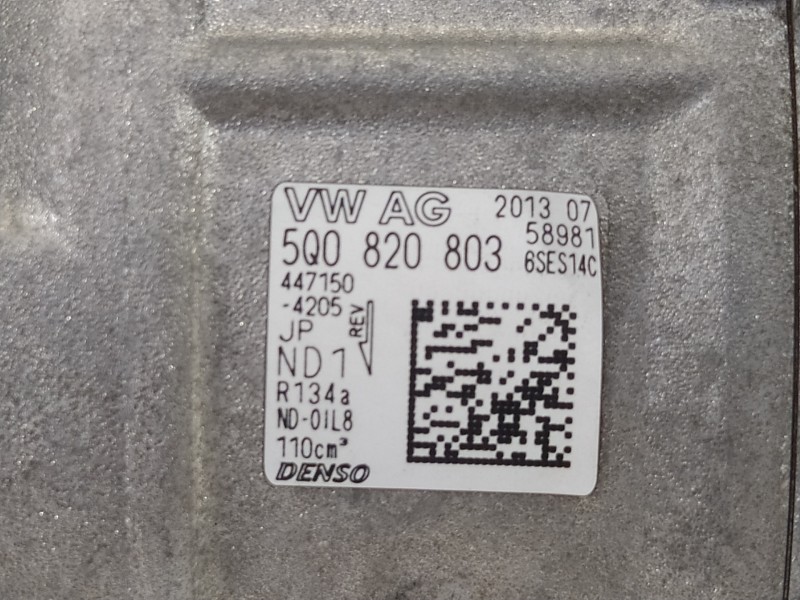 VW AG 2013 07
58981
5Q0 820 803 6SES14C
447150
-4205
JP REV
ND1
R134a
ND-OIL8
110cm³
DENSO